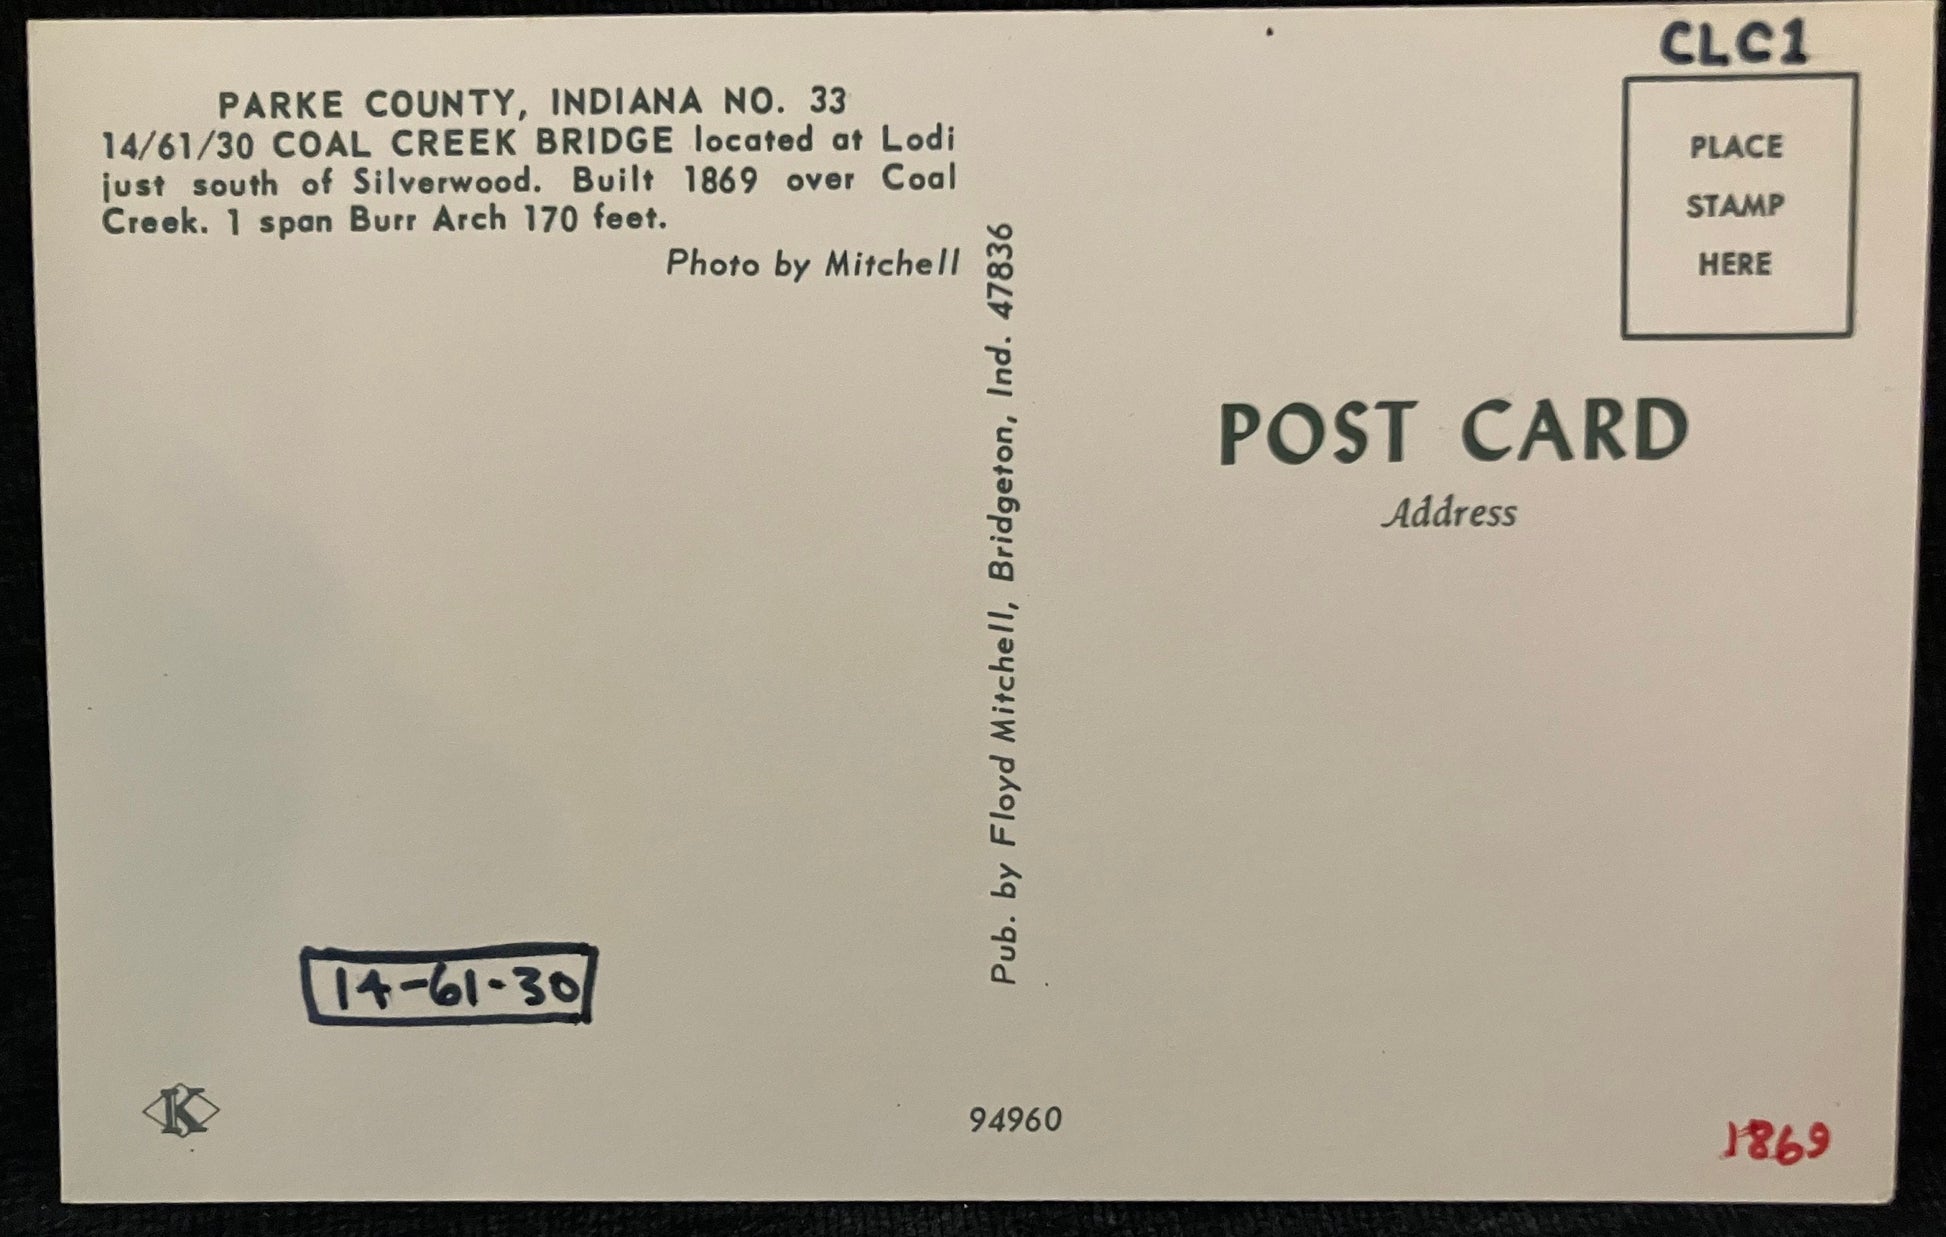 CLC1
PARKE COUNTY, INDIANA NO. 33
14/61/30 COAL CREEK BRIDGE located at Lodi
just south of Silverwood. Built 1869 over Coal
Creek. 1 span Burr Arch 170 feet.
Photo by Mitchell
Pub. by Floyd Mitchell, Bridgeton, Ind. 47836
PLACE
STAMP
HERE
POST CARD
Address
14-61-30
K
94960
1869